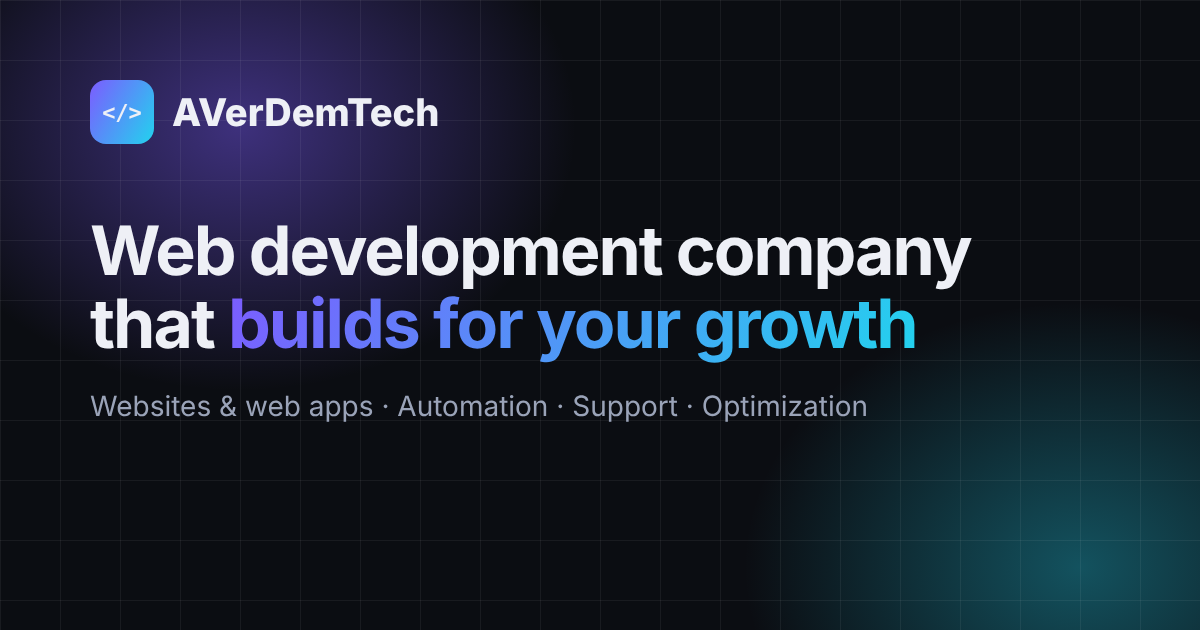 </>
AVerDemTech
Web development company
that builds for your growth
Websites & web apps · Automation · Support · Optimization